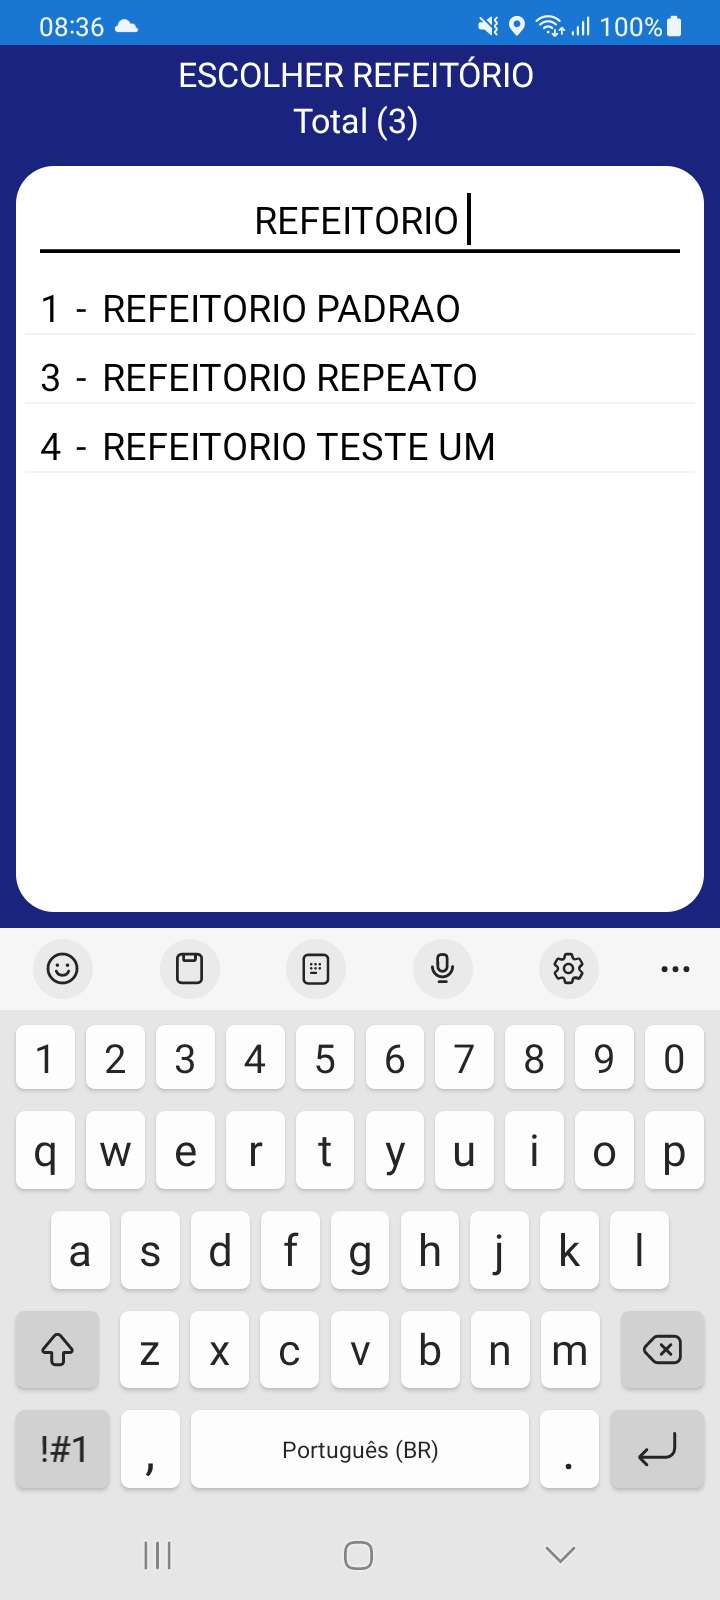 08:36 100%
ESCOLHER REFEITÓRIO
Total (3)
REFEITORIO
1 - REFEITORIO PADRAO
3 - REFEITORIO REPEATO
4 - REFEITORIO TESTE UM
1 2 3 4 5 6 7 8 9 0
q w e r t y u i o p
a s d f g h j k l
z x c v b n m
!#1 , Português (BR) .